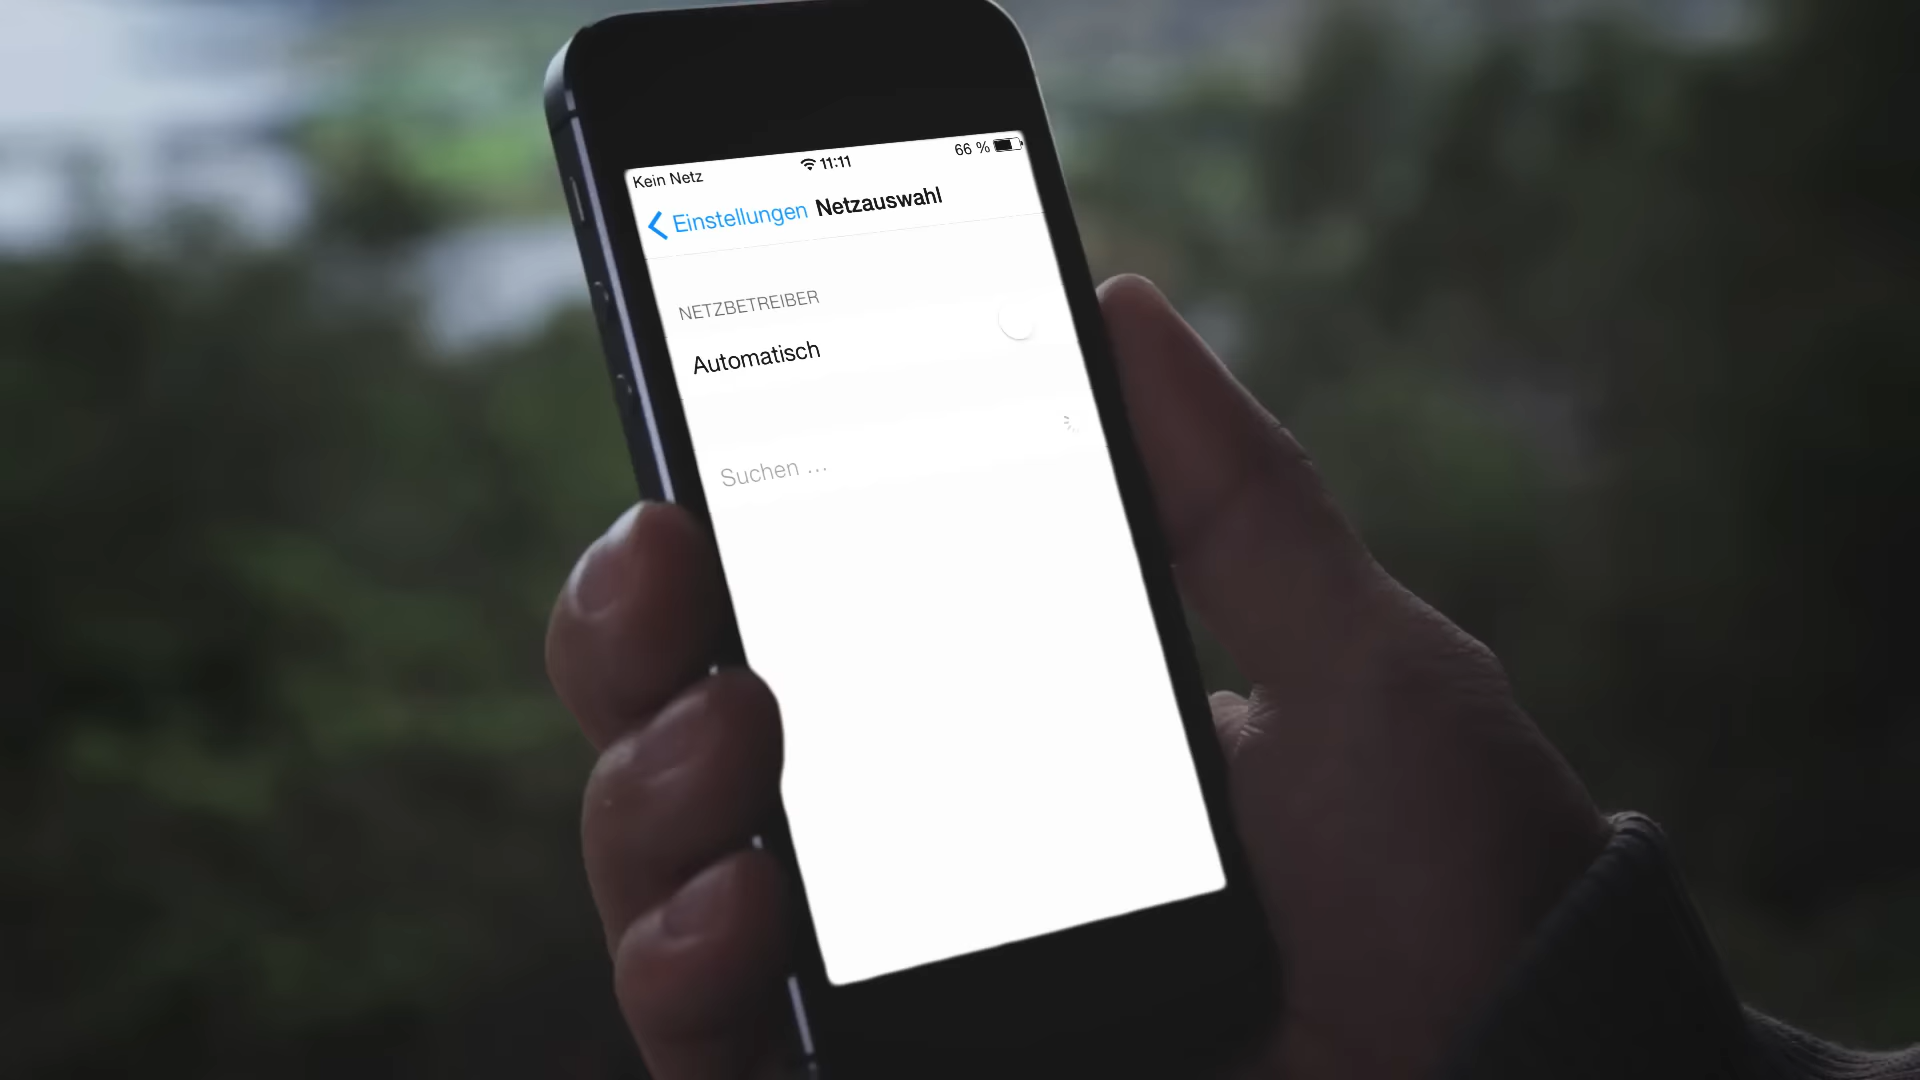 Kein Netz 11:11 66 %
Einstellungen Netzauswahl
NETZBETREIBER
Automatisch
Suchen ...